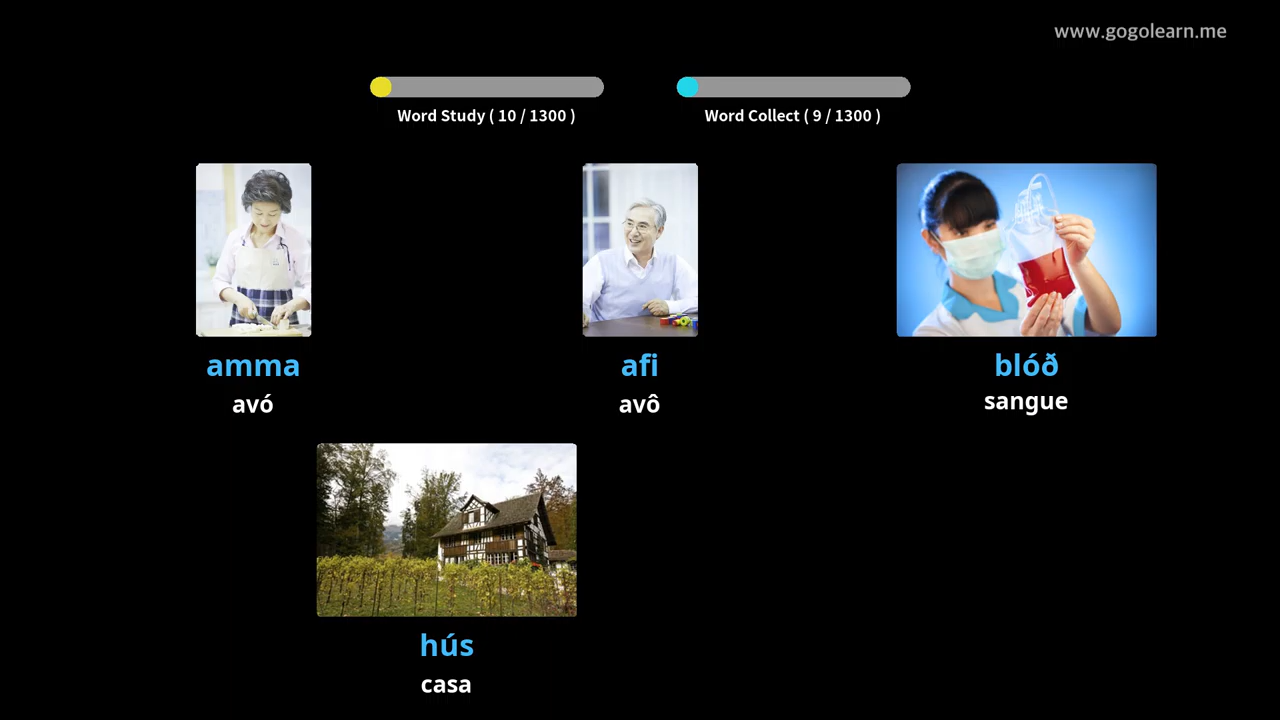 www.gogolearn.me
Word Study ( 10 / 1300 )
Word Collect ( 9 / 1300 )
amma
avó
afi
avô
blóð
sangue
hús
casa